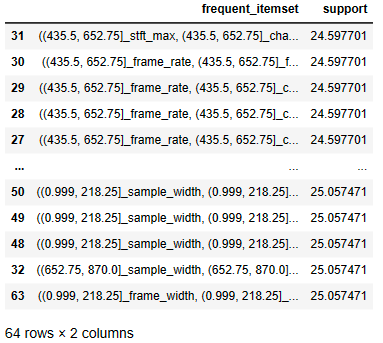 frequent_itemset support
31 ((435.5, 652.75]_stft_max, (435.5, 652.75]_cha... 24.597701
30 ((435.5, 652.75]_frame_rate, (435.5, 652.75]_f... 24.597701
29 ((435.5, 652.75]_frame_rate, (435.5, 652.75]_c... 24.597701
28 ((435.5, 652.75]_frame_rate, (435.5, 652.75]_c... 24.597701
27 ((435.5, 652.75]_frame_rate, (435.5, 652.75]_c... 24.597701
... ... ...
50 ((0.999, 218.25]_sample_width, (0.999, 218.25]... 25.057471
49 ((0.999, 218.25]_sample_width, (0.999, 218.25]... 25.057471
48 ((0.999, 218.25]_sample_width, (0.999, 218.25]... 25.057471
32 ((652.75, 870.0]_sample_width, (652.75, 870.0]... 25.057471
63 ((0.999, 218.25]_frame_width, (0.999, 218.25]_... 25.057471
64 rows × 2 columns